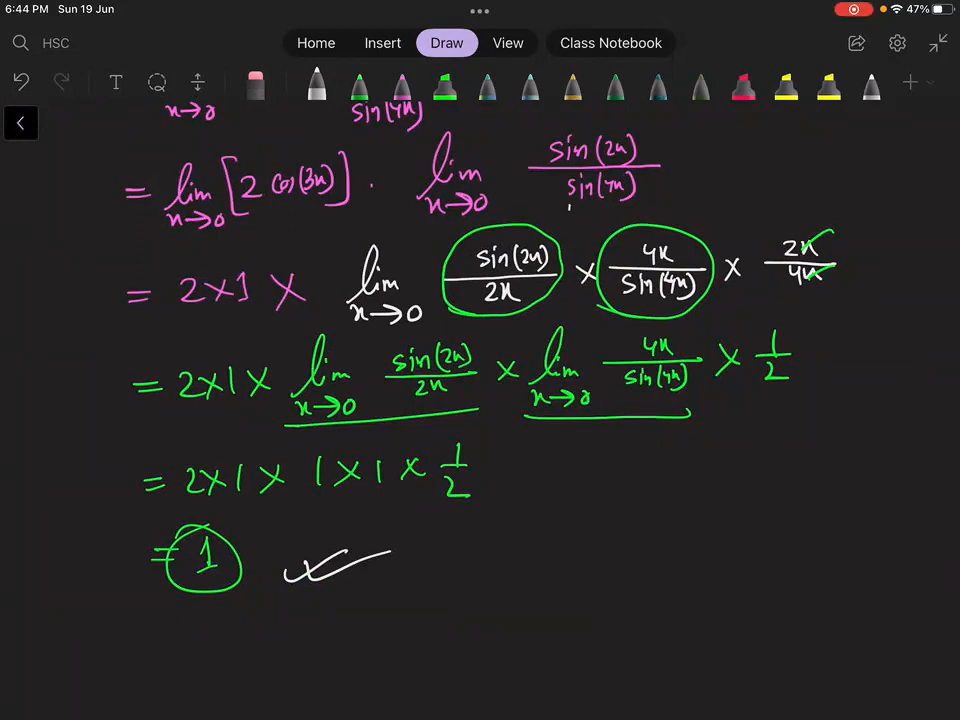 6:44 PM Sun 19 Jun
47%
HSC
Home Insert Draw View Class Notebook
T
x→0 sin(4x)
= lim x→0 [2 cos(3x)] . lim x→0 sin(2x)/sin(4x)
= 2×1 × lim x→0 sin(2x)/2x × 4x/sin(4x) × 2x/4x
= 2×1× lim x→0 sin(2x)/2x × lim x→0 4x/sin(4x) × 1/2
= 2×1× 1×1× 1/2
= 1